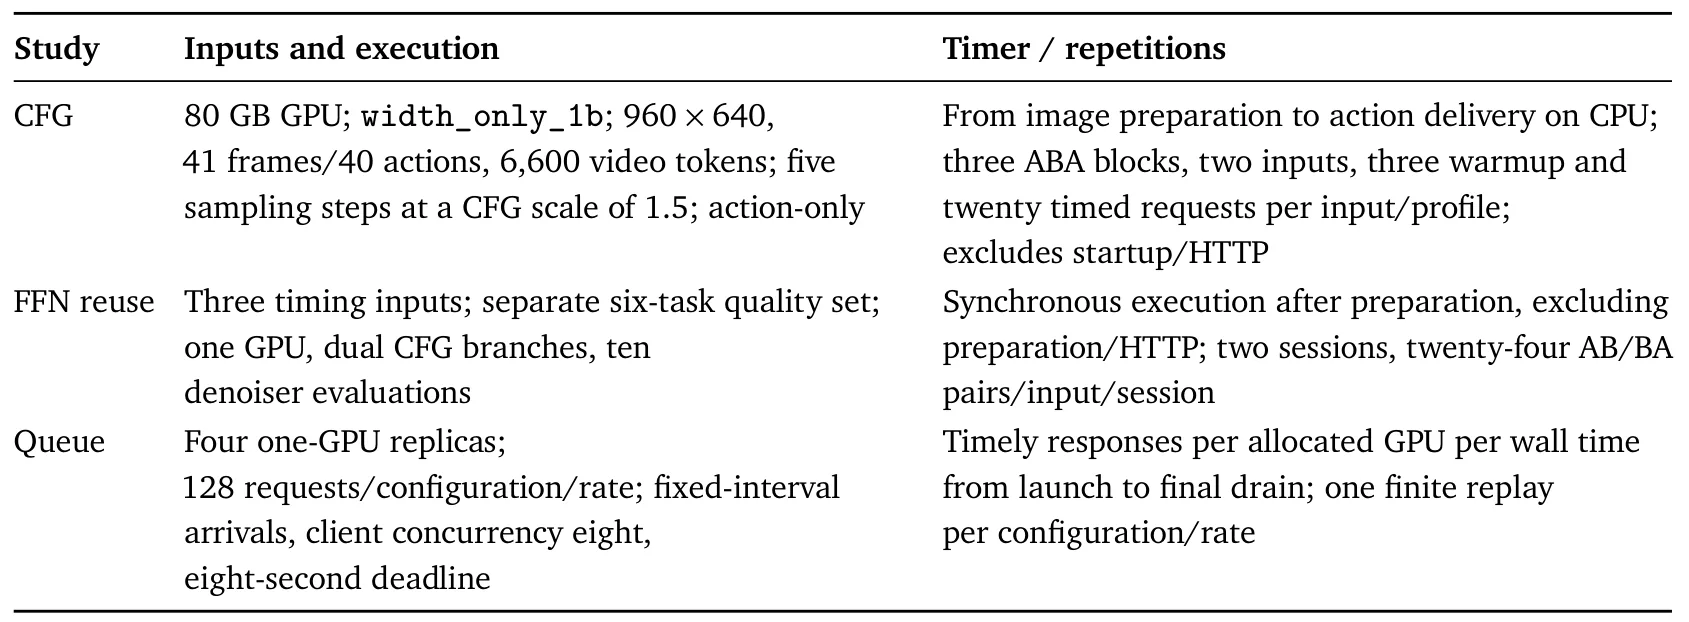 Study Inputs and execution Timer / repetitions
CFG 80 GB GPU; width_only_1b; 960 × 640, From image preparation to action delivery on CPU;
41 frames/40 actions, 6,600 video tokens; five three ABA blocks, two inputs, three warmup and
sampling steps at a CFG scale of 1.5; action-only twenty timed requests per input/profile;
excludes startup/HTTP
FFN reuse Three timing inputs; separate six-task quality set; Synchronous execution after preparation, excluding
one GPU, dual CFG branches, ten preparation/HTTP; two sessions, twenty-four AB/BA
denoiser evaluations pairs/input/session
Queue Four one-GPU replicas; Timely responses per allocated GPU per wall time
128 requests/configuration/rate; fixed-interval from launch to final drain; one finite replay
arrivals, client concurrency eight, per configuration/rate
eight-second deadline